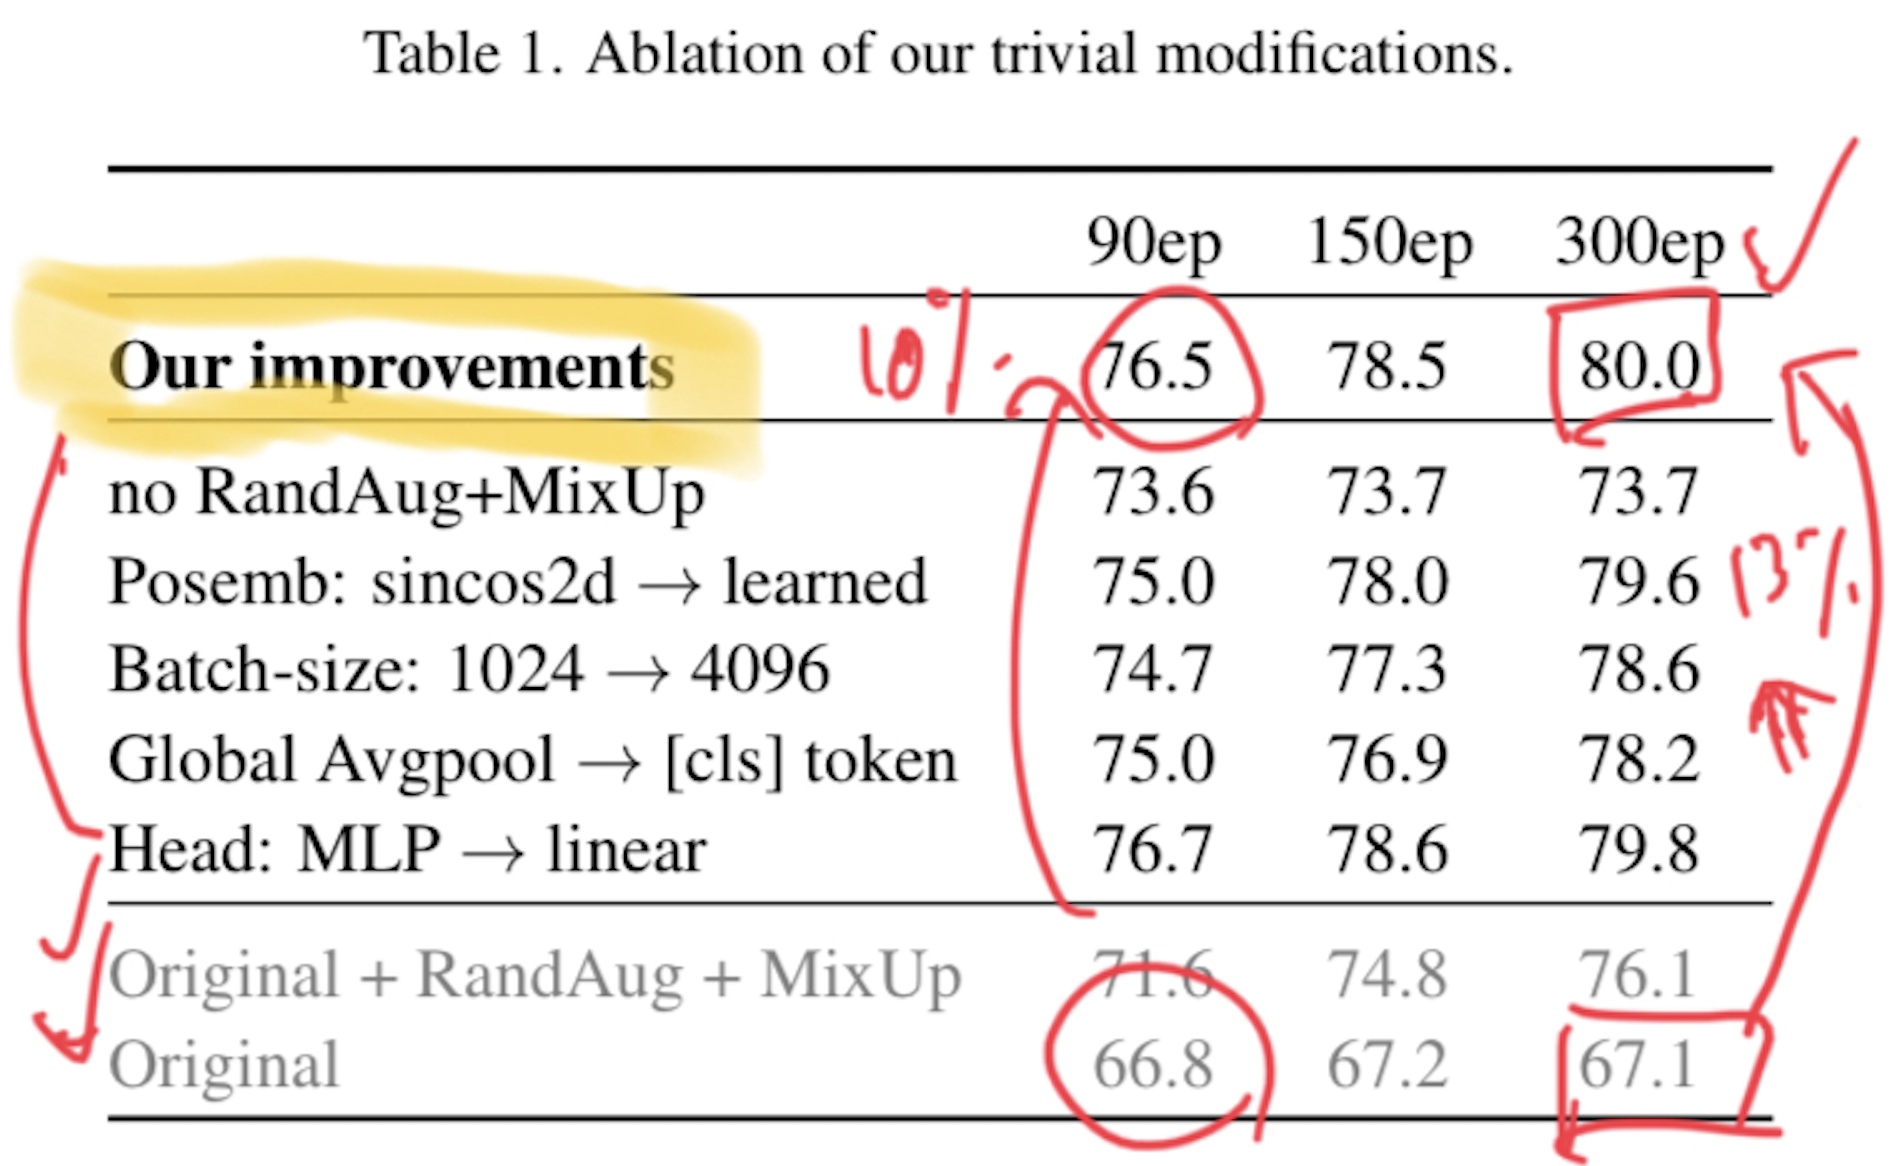 Table 1. Ablation of our trivial modifications.
90ep 150ep 300ep
Our improvements 10% 76.5 78.5 80.0
no RandAug+MixUp 73.6 73.7 73.7
Posemb: sincos2d → learned 75.0 78.0 79.6 13%
Batch-size: 1024 → 4096 74.7 77.3 78.6
Global Avgpool → [cls] token 75.0 76.9 78.2
Head: MLP → linear 76.7 78.6 79.8
Original + RandAug + MixUp 71.6 74.8 76.1
Original 66.8 67.2 67.1